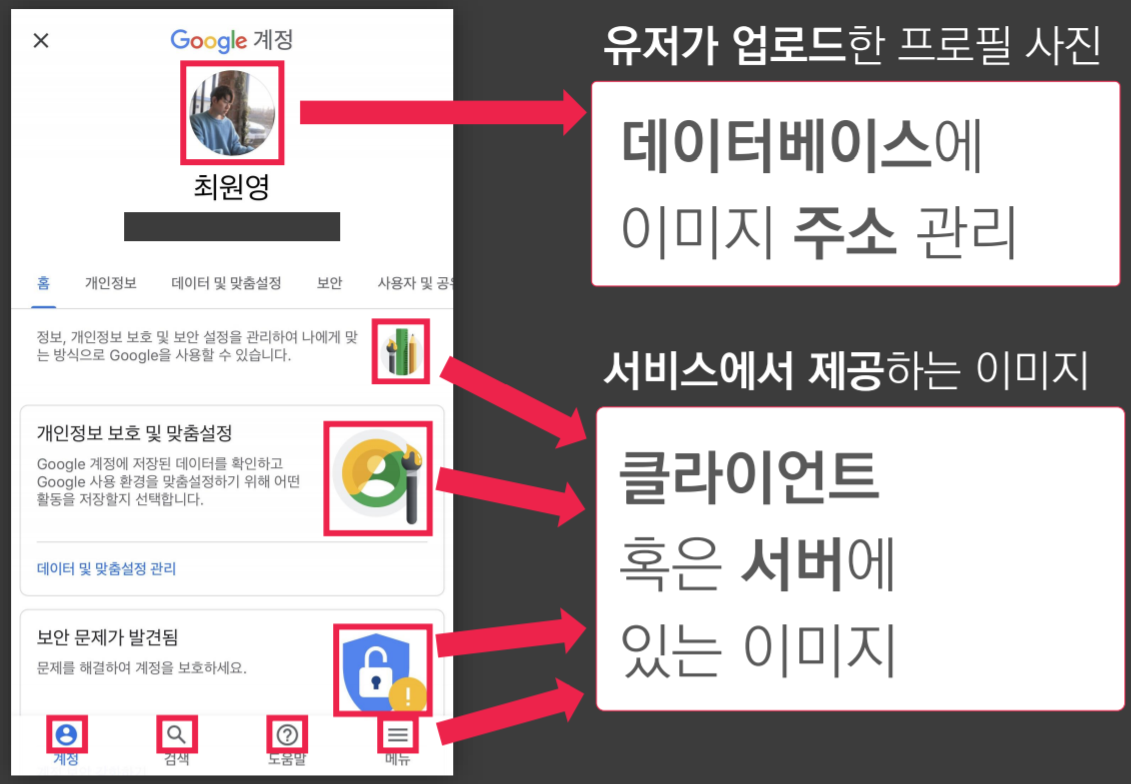 Google 계정
최원영
홈 개인정보 데이터 및 맞춤설정 보안 사용자 및 공유
정보, 개인정보 보호 및 보안 설정을 관리하여 나에게 맞
는 방식으로 Google을 사용할 수 있습니다.
개인정보 보호 및 맞춤설정
Google 계정에 저장된 데이터를 확인하고
Google 사용 환경을 맞춤설정하기 위해 어떤
활동을 저장할지 선택합니다.
데이터 및 맞춤설정 관리
보안 문제가 발견됨
문제를 해결하여 계정을 보호하세요.
계정 검색 도움말 메뉴
유저가 업로드한 프로필 사진
데이터베이스에
이미지 주소 관리
서비스에서 제공하는 이미지
클라이언트
혹은 서버에
있는 이미지